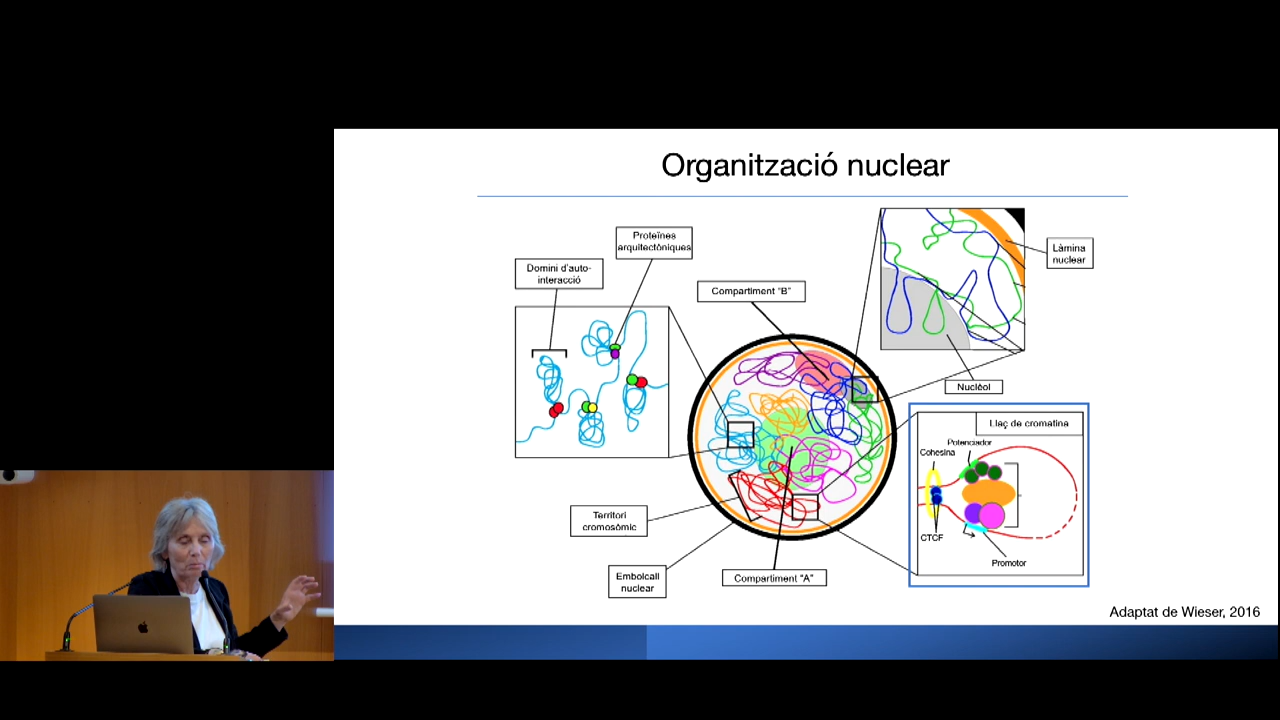 Organització nuclear
Proteïnes
arquitectòniques
Domini d'auto-
interacció
Compartiment "B"
Làmina
nuclear
Nuclèol
Llaç de cromatina
Potenciador
Cohesina
CTCF
Promotor
Territori
cromosòmic
Embolcall
nuclear
Compartiment "A"
Adaptat de Wieser, 2016